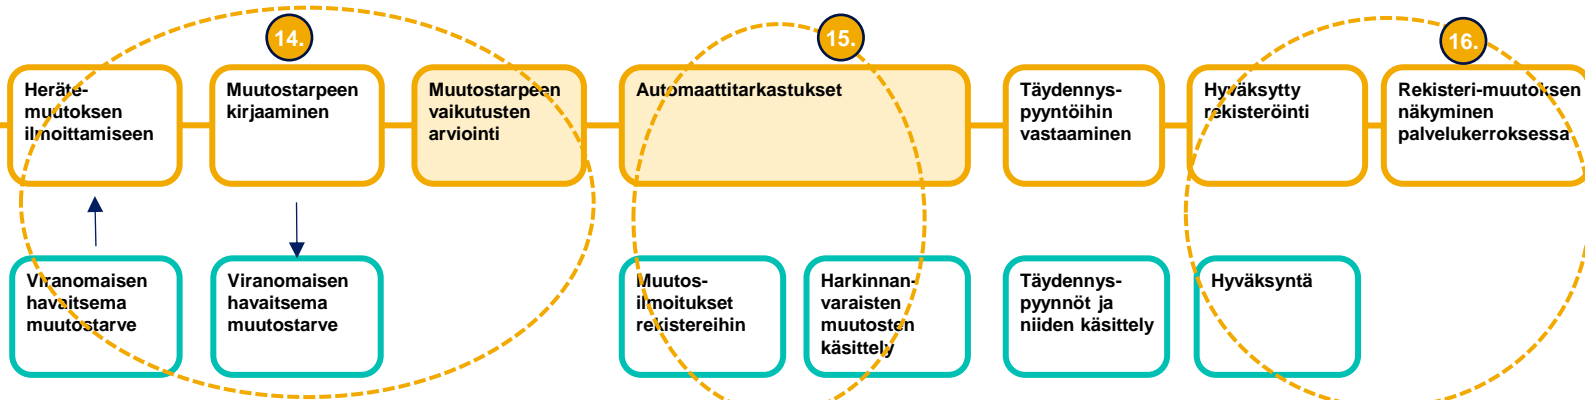 14.
15.
16.
Heräte-
muutoksen
ilmoittamiseen
Muutostarpeen
kirjaaminen
Muutostarpeen
vaikutusten
arviointi
Automaattitarkastukset
Täydennys-
pyyntöihin
vastaaminen
Hyväksytty
rekisteröinti
Rekisteri-muutoksen
näkyminen
palvelukerroksessa
Viranomaisen
havaitsema
muutostarve
Viranomaisen
havaitsema
muutostarve
Muutos-
ilmoitukset
rekistereihin
Harkinnan-
varaisten
muutosten
käsittely
Täydennys-
pyynnöt ja
niiden käsittely
Hyväksyntä